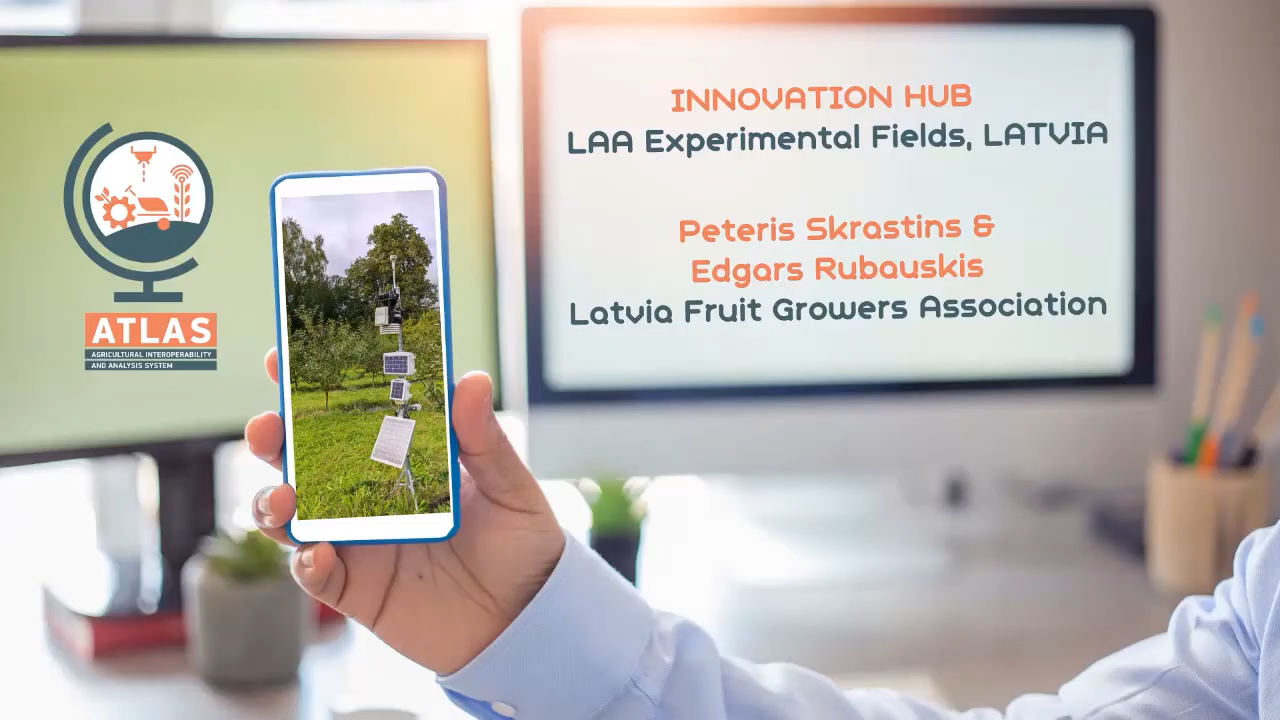 INNOVATION HUB
LAA Experimental Fields, LATVIA
Peteris Skrastins &
Edgars Rubauskis
Latvia Fruit Growers Association
ATLAS
AGRICULTURAL INTEROPERABILITY
AND ANALYSIS SYSTEM